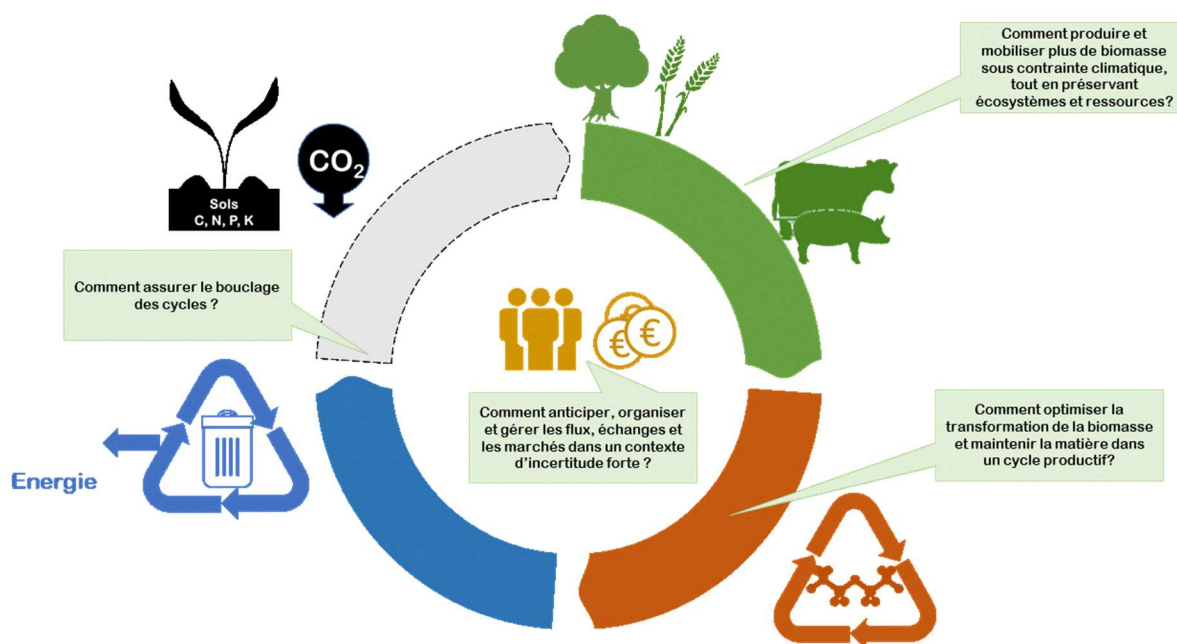 Comment produire et
mobiliser plus de biomasse
sous contrainte climatique,
tout en préservant
écosystèmes et ressources?
CO2
Sols
C, N, P, K
Comment assurer le bouclage
des cycles ?
€
€
Comment anticiper, organiser
et gérer les flux, échanges et
les marchés dans un contexte
d'incertitude forte ?
Comment optimiser la
transformation de la biomasse
et maintenir la matière dans
un cycle productif?
Energie